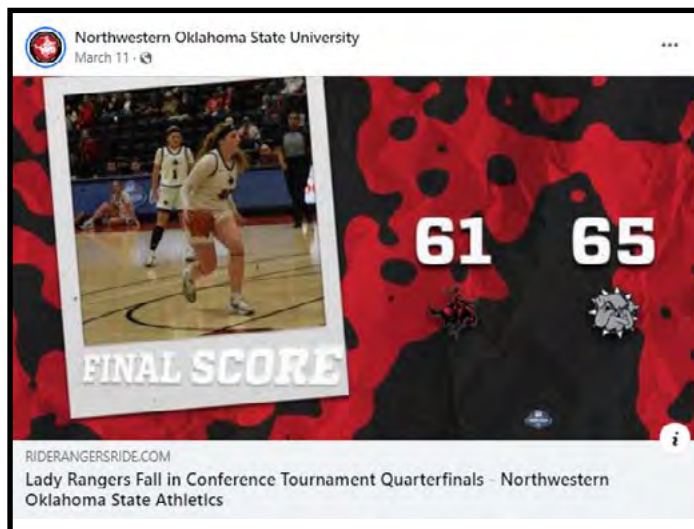 Northwestern Oklahoma State University
March 11 ·
1
61 65
FINAL SCORE
RIDERANGERSRIDE.COM
Lady Rangers Fall in Conference Tournament Quarterfinals - Northwestern
Oklahoma State Athletics